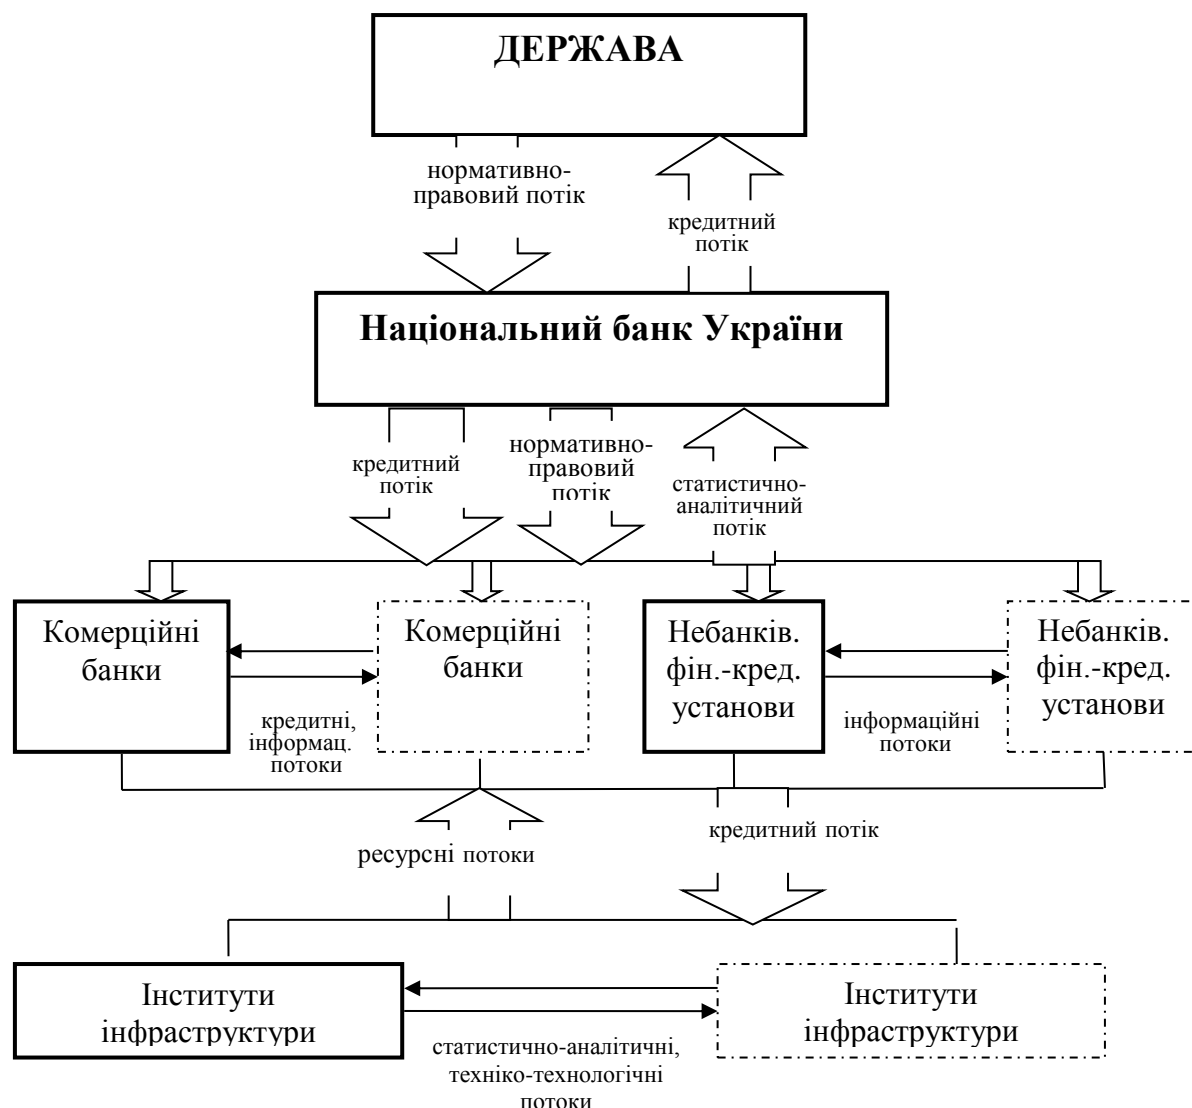 ДЕРЖАВА
нормативно-
правовий потік
кредитний
потік
Національний банк України
кредитний
потік
нормативно-
правовий
потік
статистично-
аналітичний
потік
Комерційні
банки
Комерційні
банки
Небанків.
фін.-кред.
установи
Небанків.
фін.-кред.
установи
кредитні,
інформац.
потоки
інформаційні
потоки
ресурсні потоки
кредитний потік
Інститути
інфраструктури
Інститути
інфраструктури
статистично-аналітичні,
техніко-технологічні
потоки